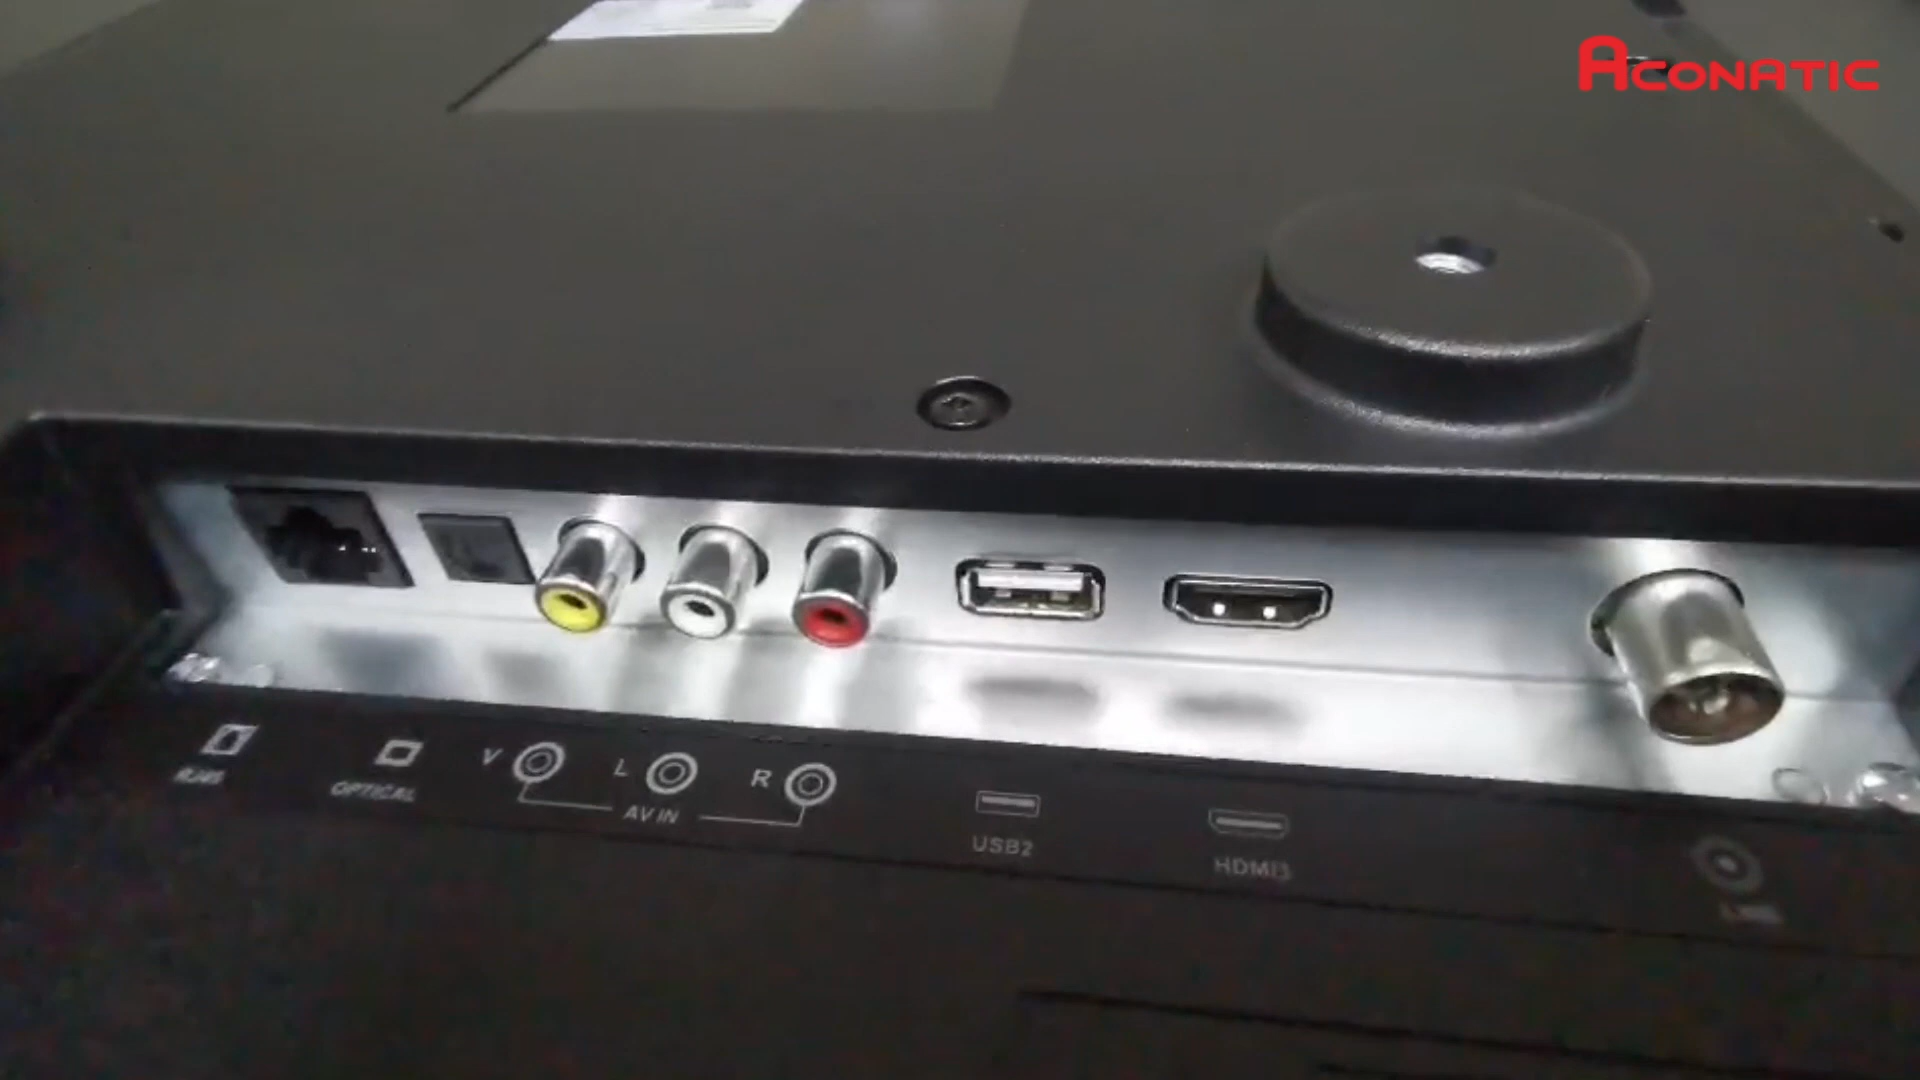 ACONATIC
RJ45
OPTICAL
V
L
R
AV IN
USB2
HDMI3